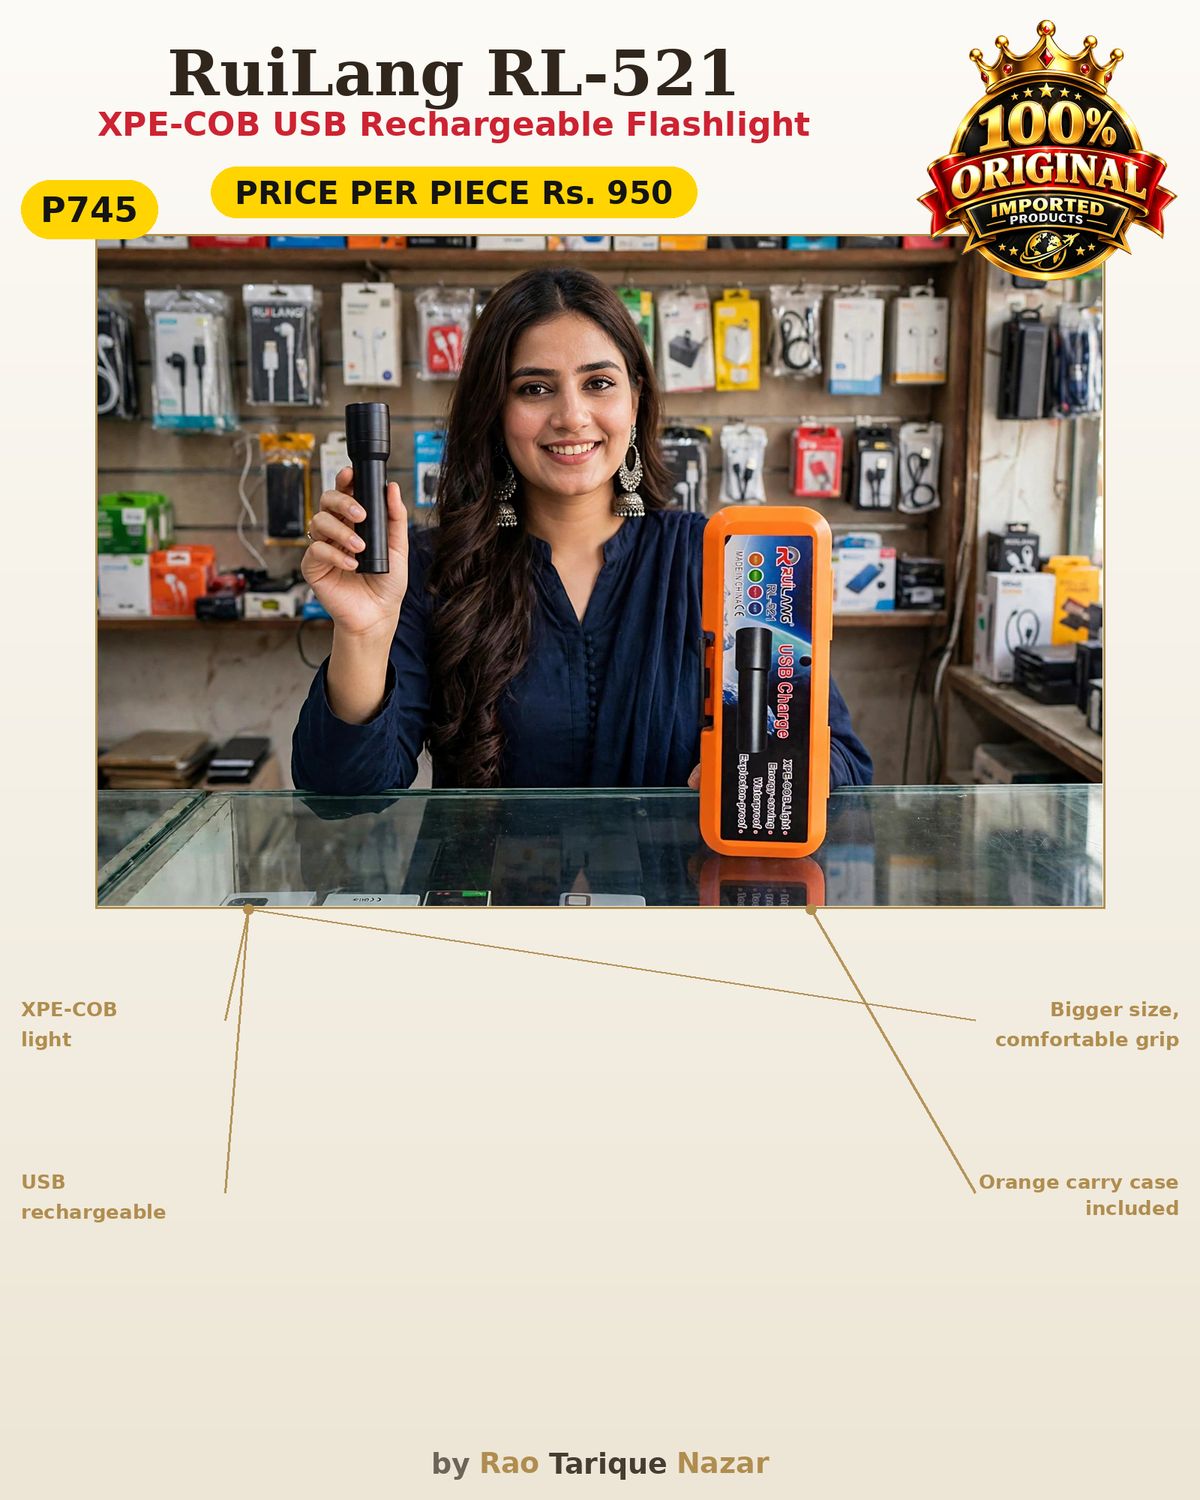 RuiLang RL-521
XPE-COB USB Rechargeable Flashlight
P745
PRICE PER PIECE Rs. 950
100%
ORIGINAL
IMPORTED
PRODUCTS
RUILANG
RUILANG
RL-521
MADE IN CHINA CE
USB Charge
XPE-COB Light
Energy-saving
Waterproof
Explosion-proof
XPE-COB
light
Bigger size,
comfortable grip
USB
rechargeable
Orange carry case
included
by Rao Tarique Nazar